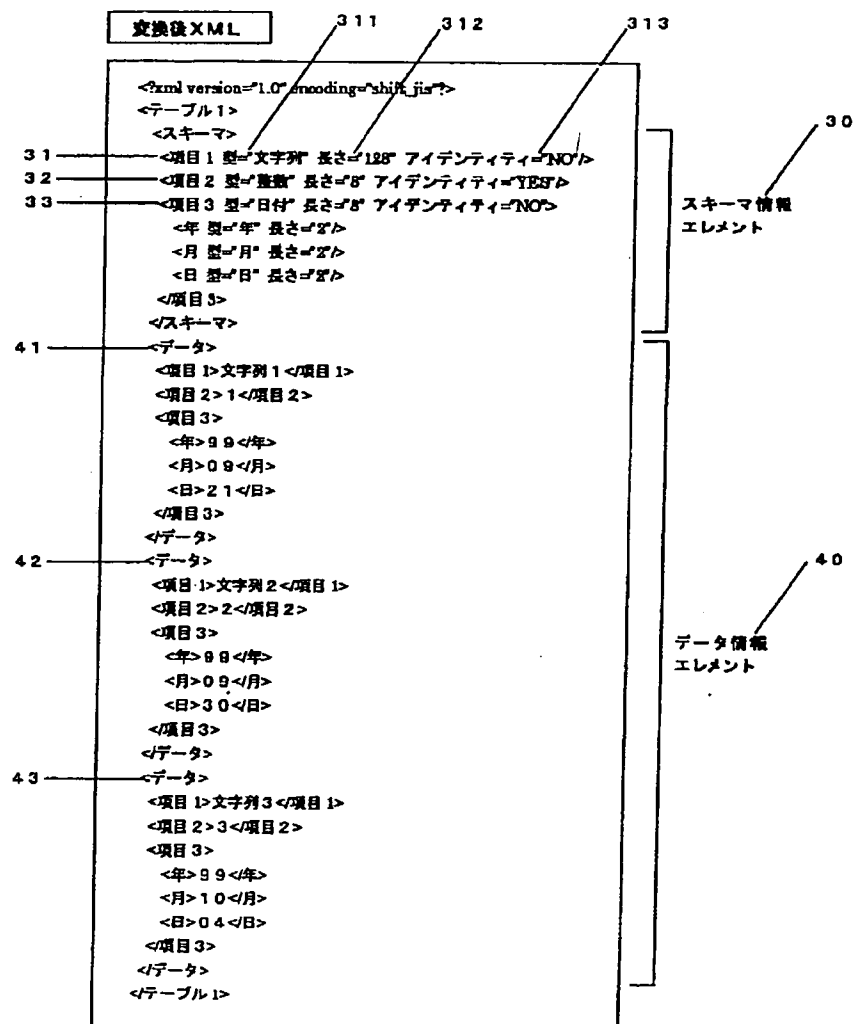 変換後XML
311
312
313
<?xml version="1.0" encoding="shift_jis"?>
<テーブル1>
<スキーマ>
30
31
<項目1 型="文字列" 長さ="128" アイデンティティ="NO"/>
32
<項目2 型="整数" 長さ="8" アイデンティティ="YES"/>
33
<項目3 型="日付" 長さ="8" アイデンティティ="NO">
スキーマ情報
エレメント
<年 型="年" 長さ="2"/>
<月 型="月" 長さ="2"/>
<日 型="日" 長さ="2"/>
</項目3>
</スキーマ>
41
<データ>
<項目1>文字列1</項目1>
<項目2>1</項目2>
<項目3>
<年>99</年>
<月>09</月>
<日>21</日>
</項目3>
</データ>
42
<データ>
40
<項目1>文字列2</項目1>
<項目2>2</項目2>
<項目3>
データ情報
エレメント
<年>99</年>
<月>09</月>
<日>30</日>
</項目3>
</データ>
43
<データ>
<項目1>文字列3</項目1>
<項目2>3</項目2>
<項目3>
<年>99</年>
<月>10</月>
<日>04</日>
</項目3>
</データ>
</テーブル1>